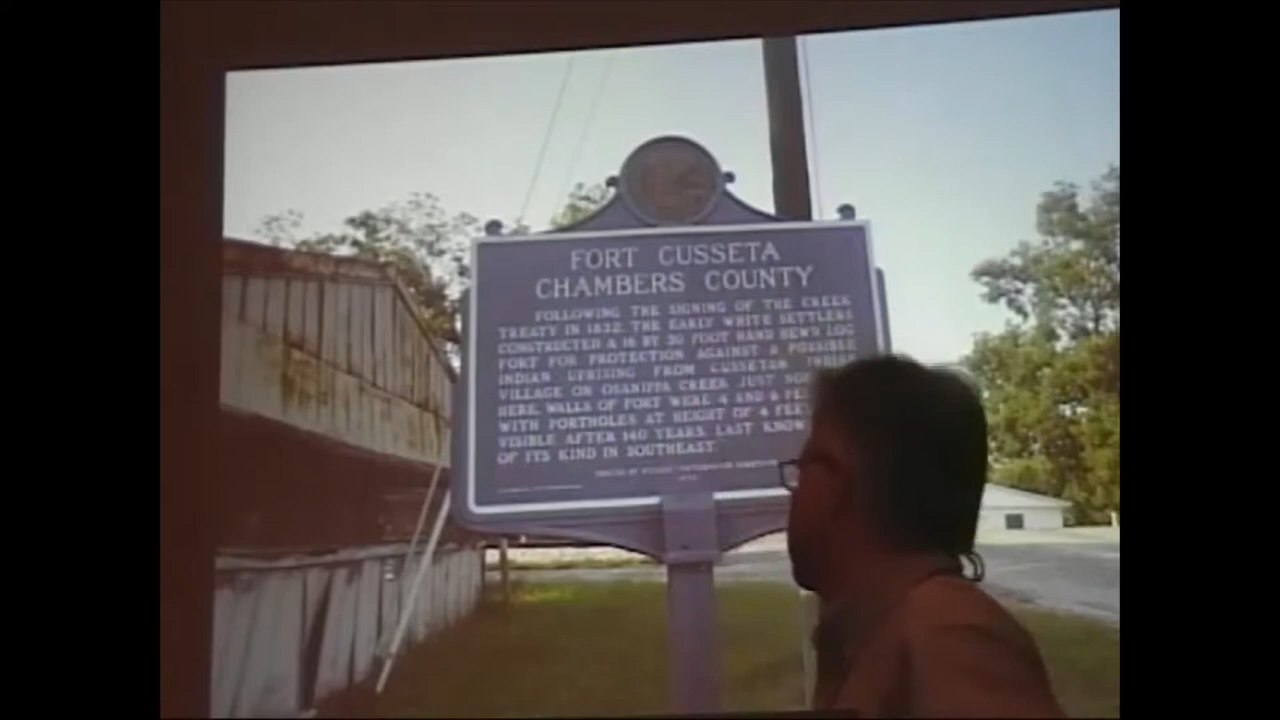 FORT CUSSETA
CHAMBERS COUNTY
FOLLOWING THE SIGNING OF THE CREEK
TREATY IN 1832, THE EARLY WHITE SETTLERS
CONSTRUCTED A 16 BY 30 FOOT HAND HEWN LOG
FORT FOR PROTECTION AGAINST A POSSIBLE
INDIAN UPRISING FROM CUSSETAW INDIAN
VILLAGE ON OSANIPPA CREEK JUST
HERE. WALLS OF FORT WERE 4 AND 6
WITH PORTHOLES AT HEIGHT OF 4
VISIBLE AFTER 140 YEARS. LAST
OF ITS KIND IN SOUTHEAST.